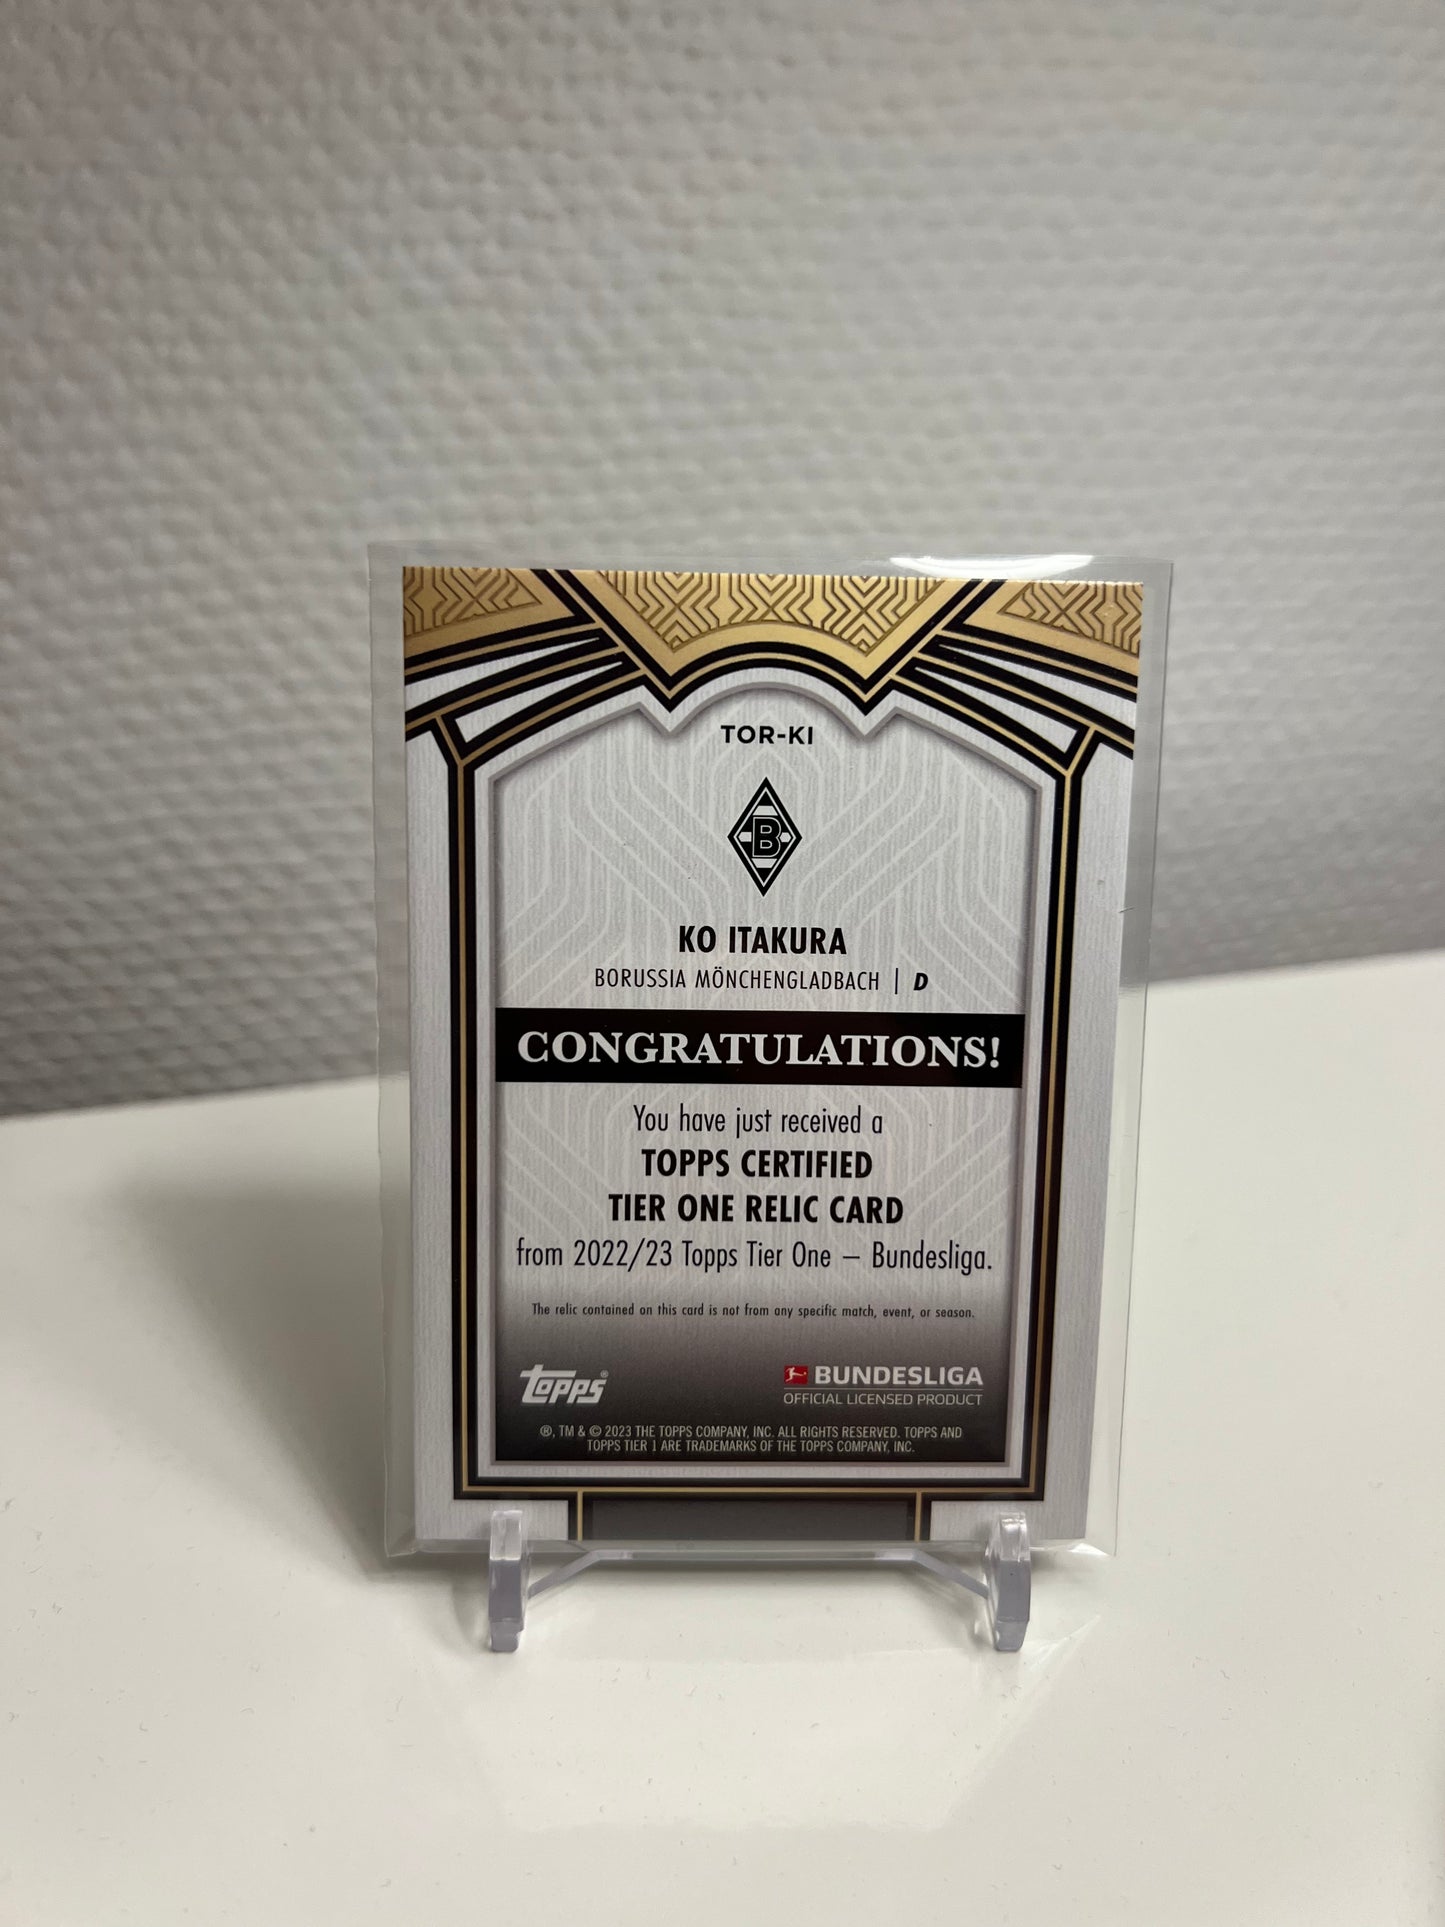 TOR-KI
B
KO ITAKURA
BORUSSIA MÖNCHENGLADBACH | D
CONGRATULATIONS!
You have just received a
TOPPS CERTIFIED
TIER ONE RELIC CARD
from 2022/23 Topps Tier One – Bundesliga.
The relic contained on this card is not from any specific match, event, or season.
topps®
BUNDESLIGA
OFFICIAL LICENSED PRODUCT
®, TM & © 2023 THE TOPPS COMPANY, INC. ALL RIGHTS RESERVED. TOPPS AND
TOPPS TIER 1 ARE TRADEMARKS OF THE TOPPS COMPANY, INC.